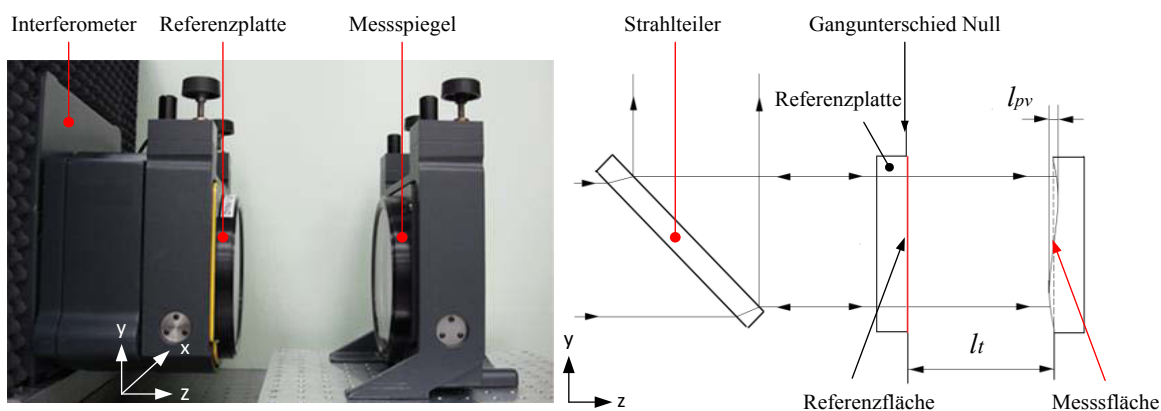 Interferometer
Referenzplatte
Messspiegel
Strahlteiler
Gangunterschied Null
Referenzplatte
l_pv
y
x
z
y
z
l_t
Referenzfläche
Messsfläche